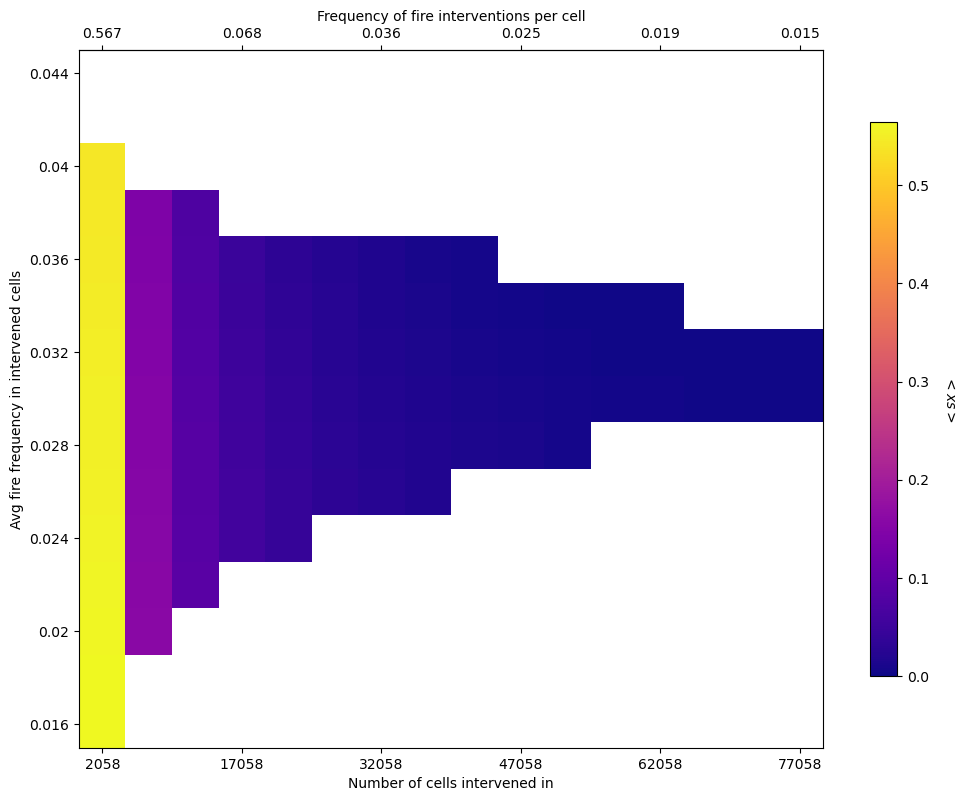 Frequency of fire interventions per cell
0.567 0.068 0.036 0.025 0.019 0.015
Avg fire frequency in intervened cells
0.044
0.04
0.036
0.032
0.028
0.024
0.02
0.016
2058 17058 32058 47058 62058 77058
Number of cells intervened in
0.5
0.4
0.3
0.2
0.1
0.0
<xs>